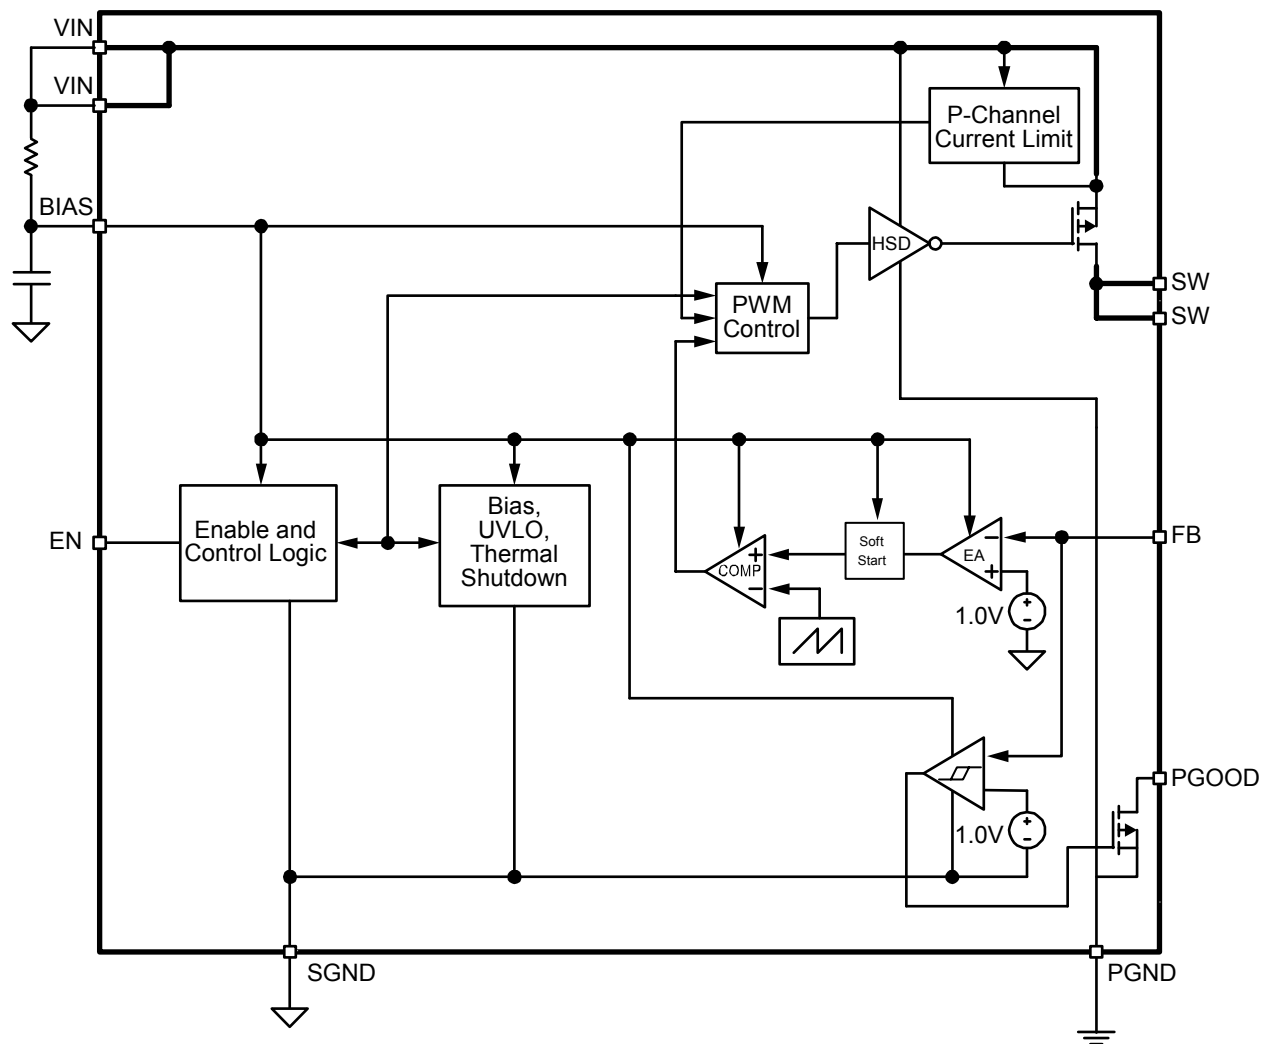 VIN
VIN
P-Channel
Current Limit
BIAS
HSD
SW
PWM
Control
SW
EN
Enable and
Control Logic
Bias,
UVLO,
Thermal
Shutdown
COMP
+
−
Soft
Start
EA
−
+
FB
1.0V
+
−
PGOOD
1.0V
+
−
SGND
PGND